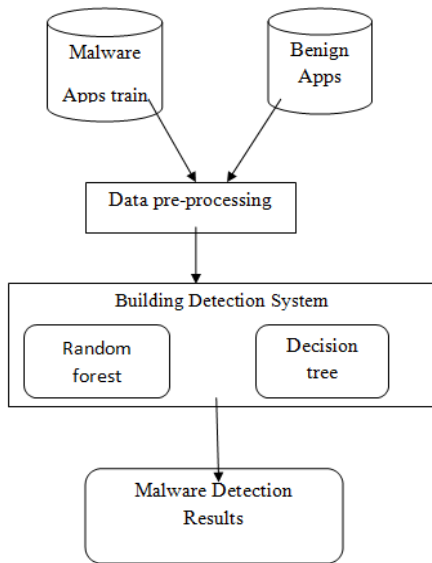 Malware
Apps train
Benign
Apps
Data pre-processing
Building Detection System
Random
forest
Decision
tree
Malware Detection
Results